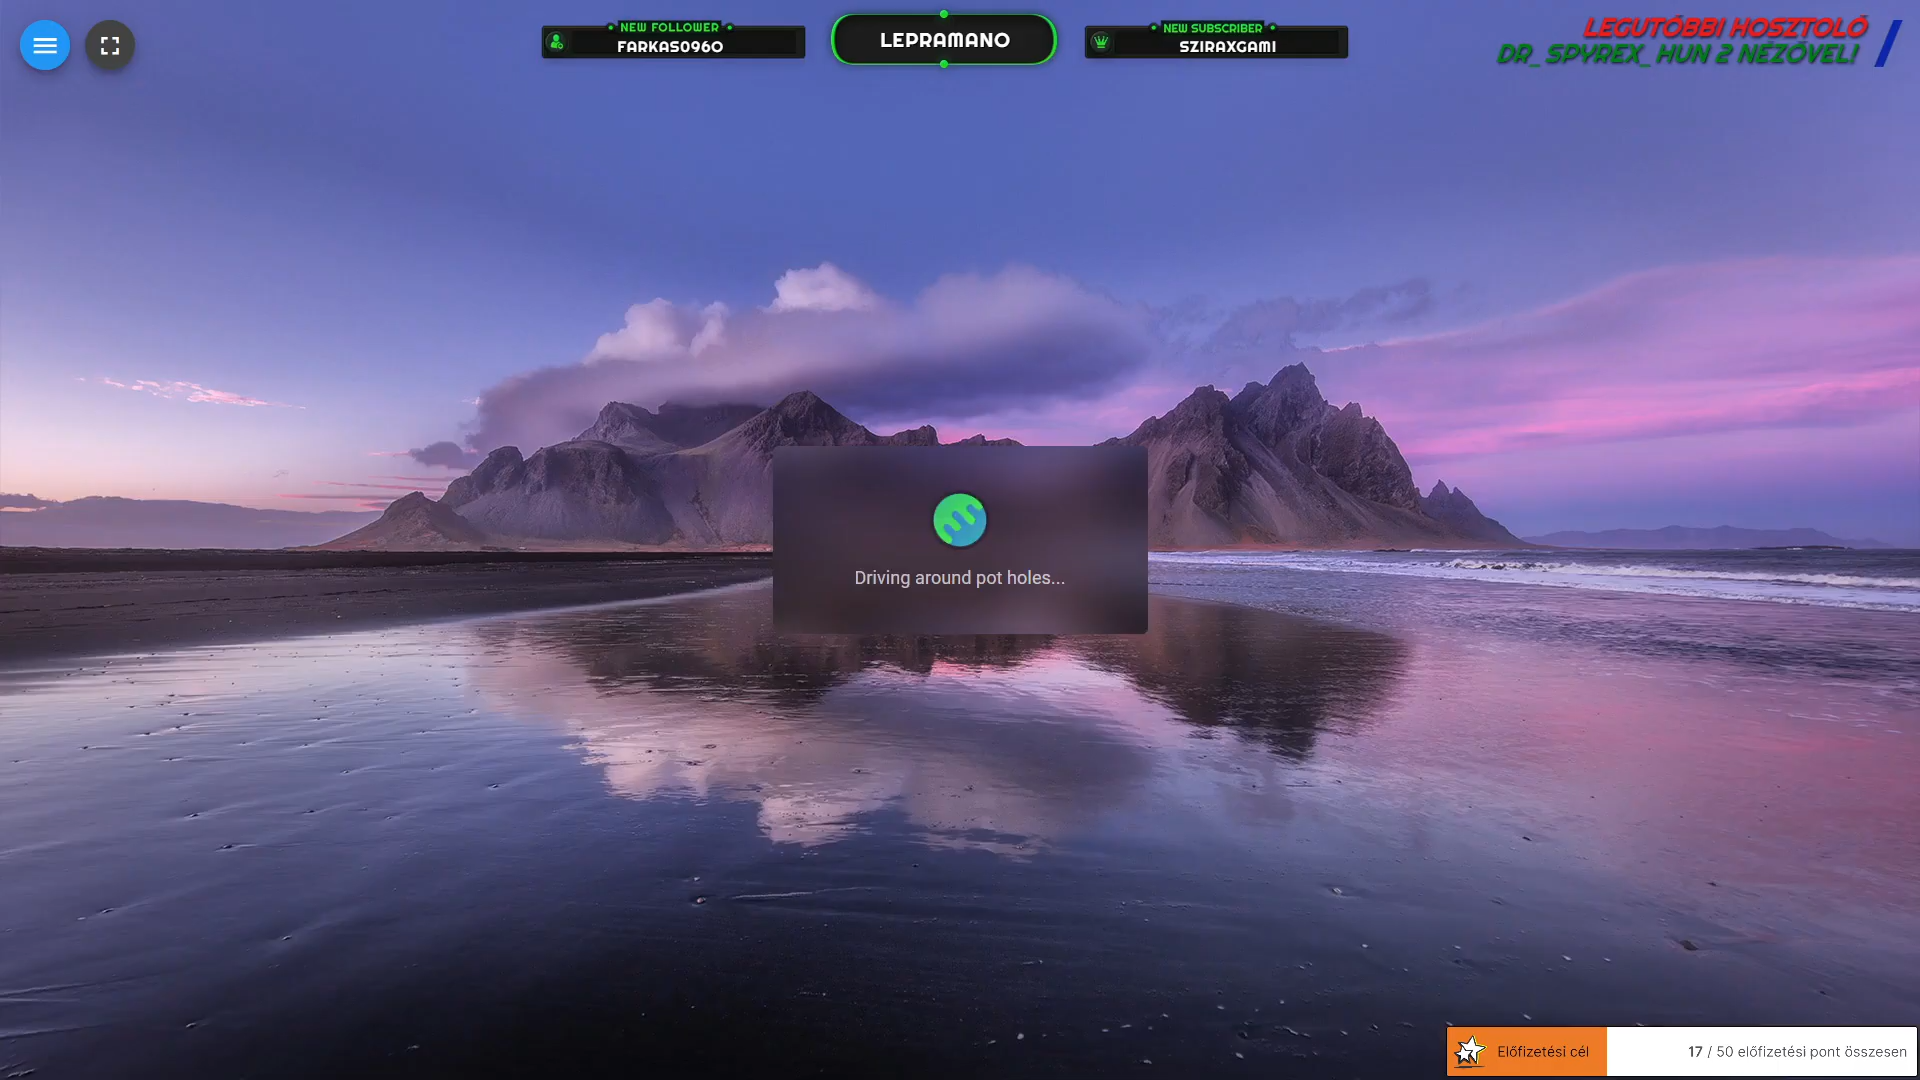 NEW FOLLOWER
FARKAS0960
LEPRAMANO
NEW SUBSCRIBER
SZIRAXGAMI
LEGUTÓBBI HOSZTOLÓ
DR_SPYREX_HUN 2 NÉZŐVEL!
Driving around pot holes...
Előfizetési cél
17 / 50 előfizetési pont összesen